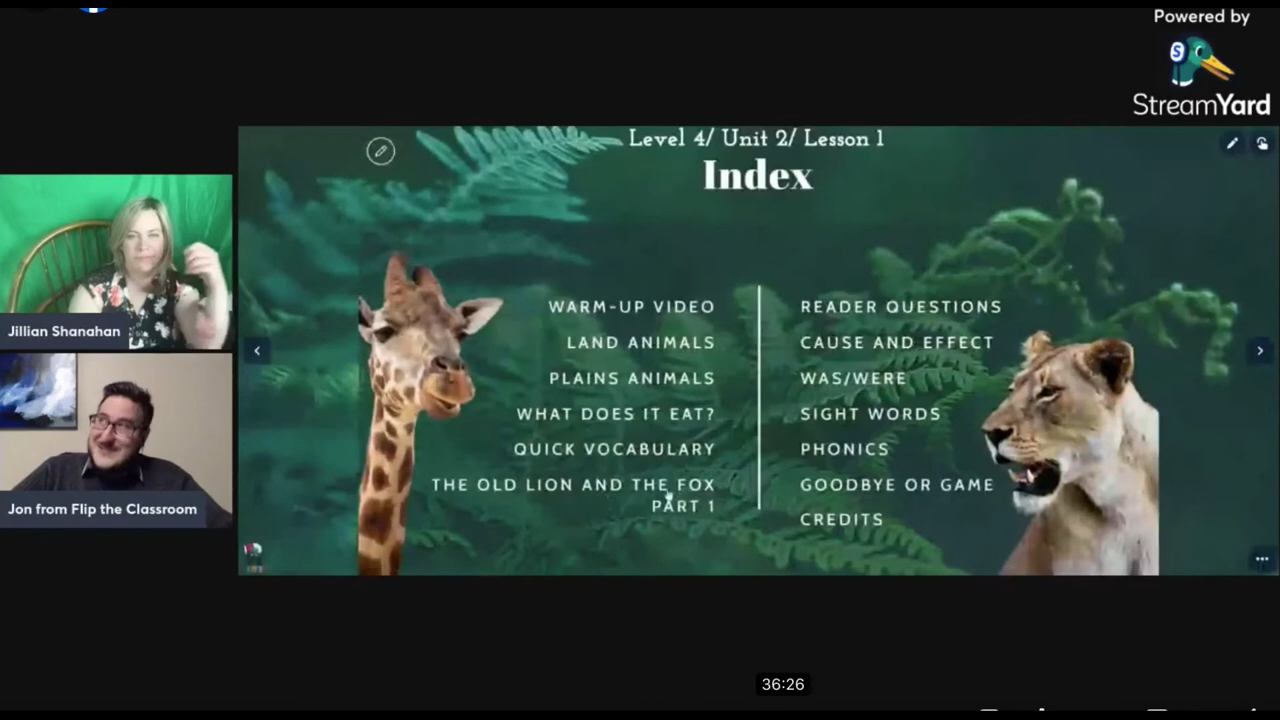 Powered by
S
StreamYard
Level 4/ Unit 2/ Lesson 1
Index
WARM-UP VIDEO
LAND ANIMALS
PLAINS ANIMALS
WHAT DOES IT EAT?
QUICK VOCABULARY
THE OLD LION AND THE FOX
PART 1
READER QUESTIONS
CAUSE AND EFFECT
WAS/WERE
SIGHT WORDS
PHONICS
GOODBYE OR GAME
CREDITS
Jillian Shanahan
Jon from Flip the Classroom
36:26